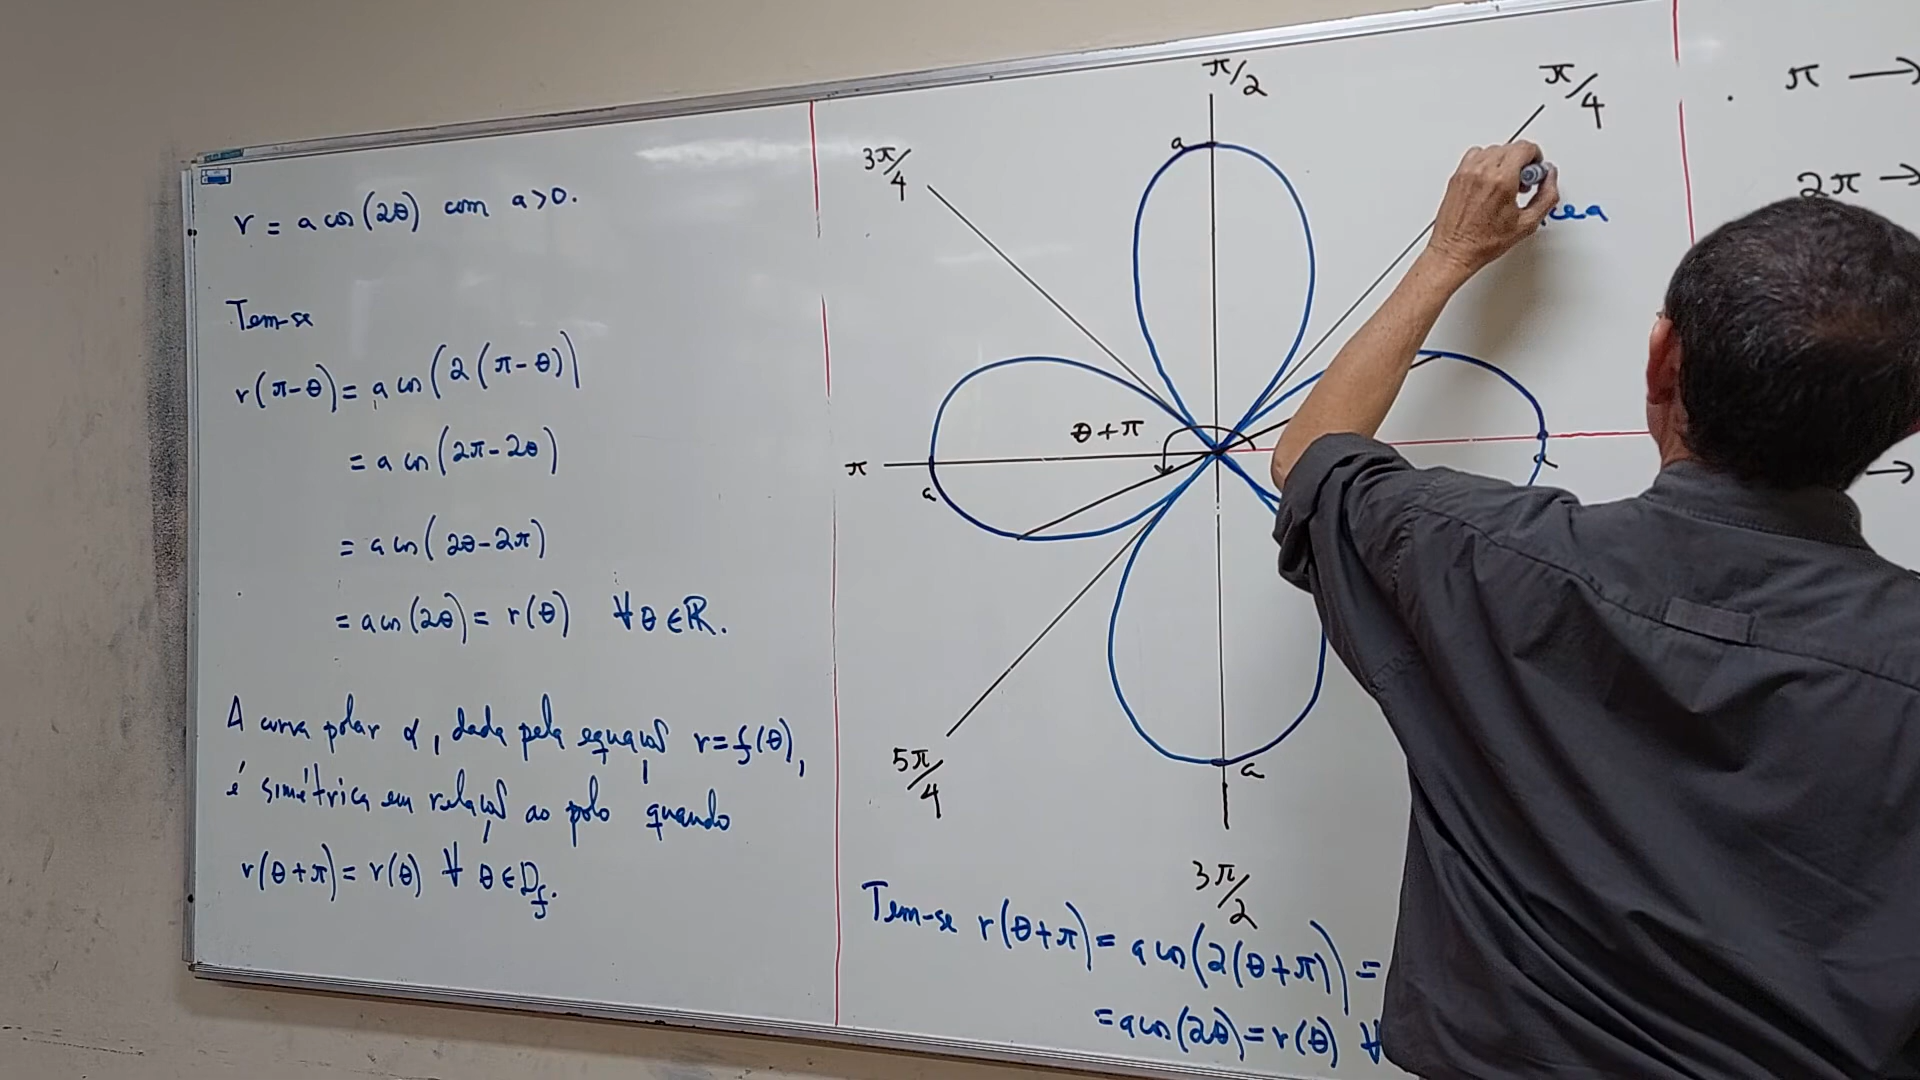 r = a cos(2θ) com a>0.
Tem-se
r(π-θ) = a cos(2(π-θ))
= a cos(2π-2θ)
= a cos(2θ-2π)
= a cos(2θ) = r(θ) ∀ θ ∈ ℝ.
A curva polar α, dada pela equação r=f(θ),
é simétrica em relação ao polo quando
r(θ+π) = r(θ) ∀ θ ∈ D_f.
π/2
π/4
3π/4
a
θ+π
π
a
a
5π/4
a
3π/2
Tem-se r(θ+π) = a cos(2(θ+π)) =
= a cos(2θ) = r(θ) ∀
π →
2π →
→